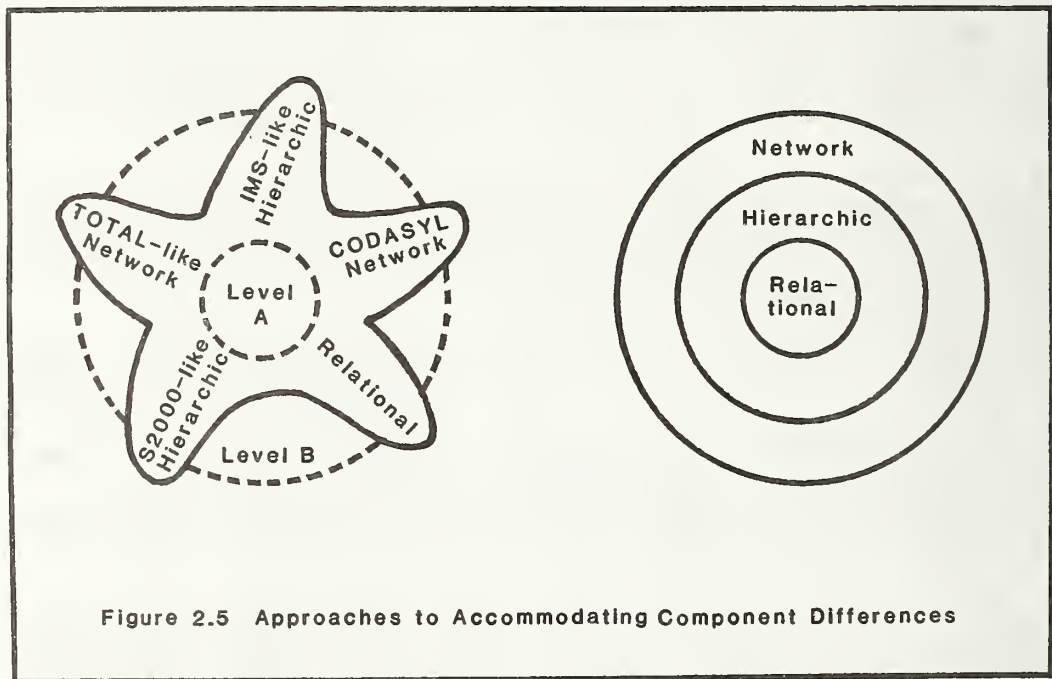 IMS-like
Hierarchic
TOTAL-like
Network
CODASYL
Network
Level
A
S2000-like
Hierarchic
Relational
Level B
Network
Hierarchic
Rela-
tional
Figure 2.5 Approaches to Accommodating Component Differences